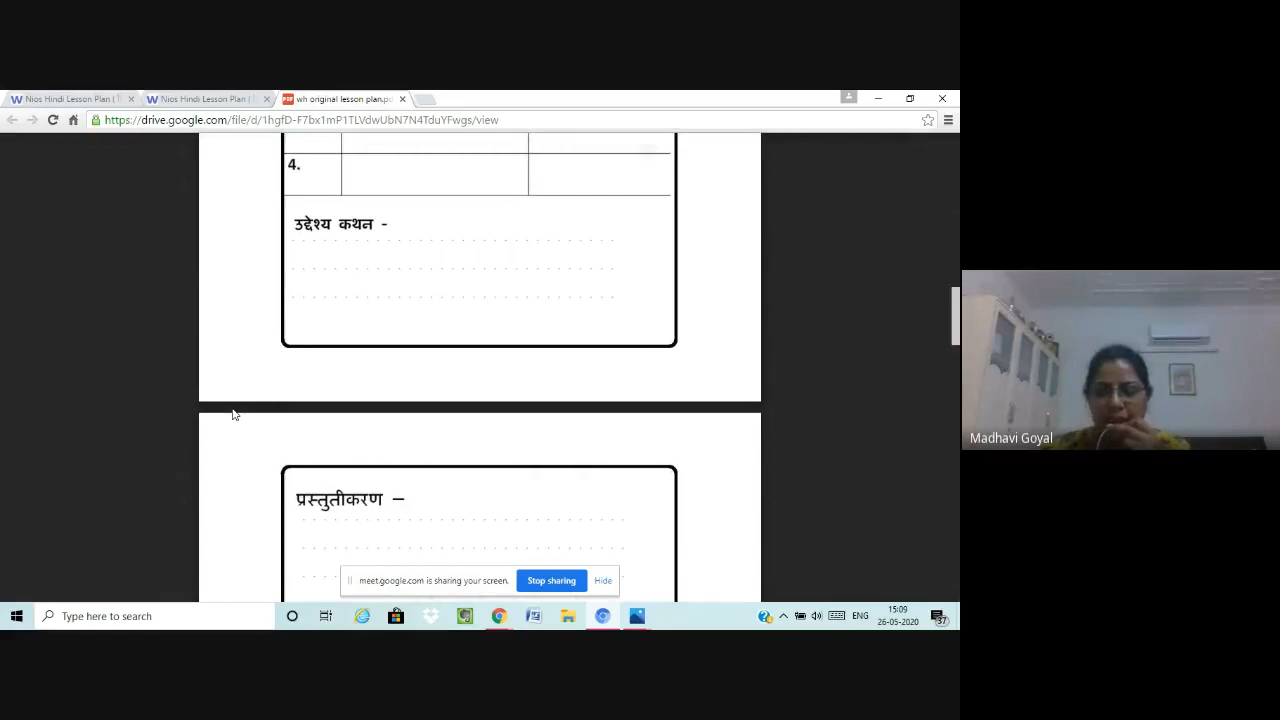 Nios Hindi Lesson Plan (
Nios Hindi Lesson Plan (
wh original lesson plan.pd
https://drive.google.com/file/d/1hgfD-F7bx1mP1TLVdwUbN7N4TduYFwgs/view
4.
उद्देश्य कथन -
प्रस्तुतीकरण –
meet.google.com is sharing your screen.
Stop sharing
Hide
Madhavi Goyal
Type here to search
ENG
15:09
26-05-2020
37